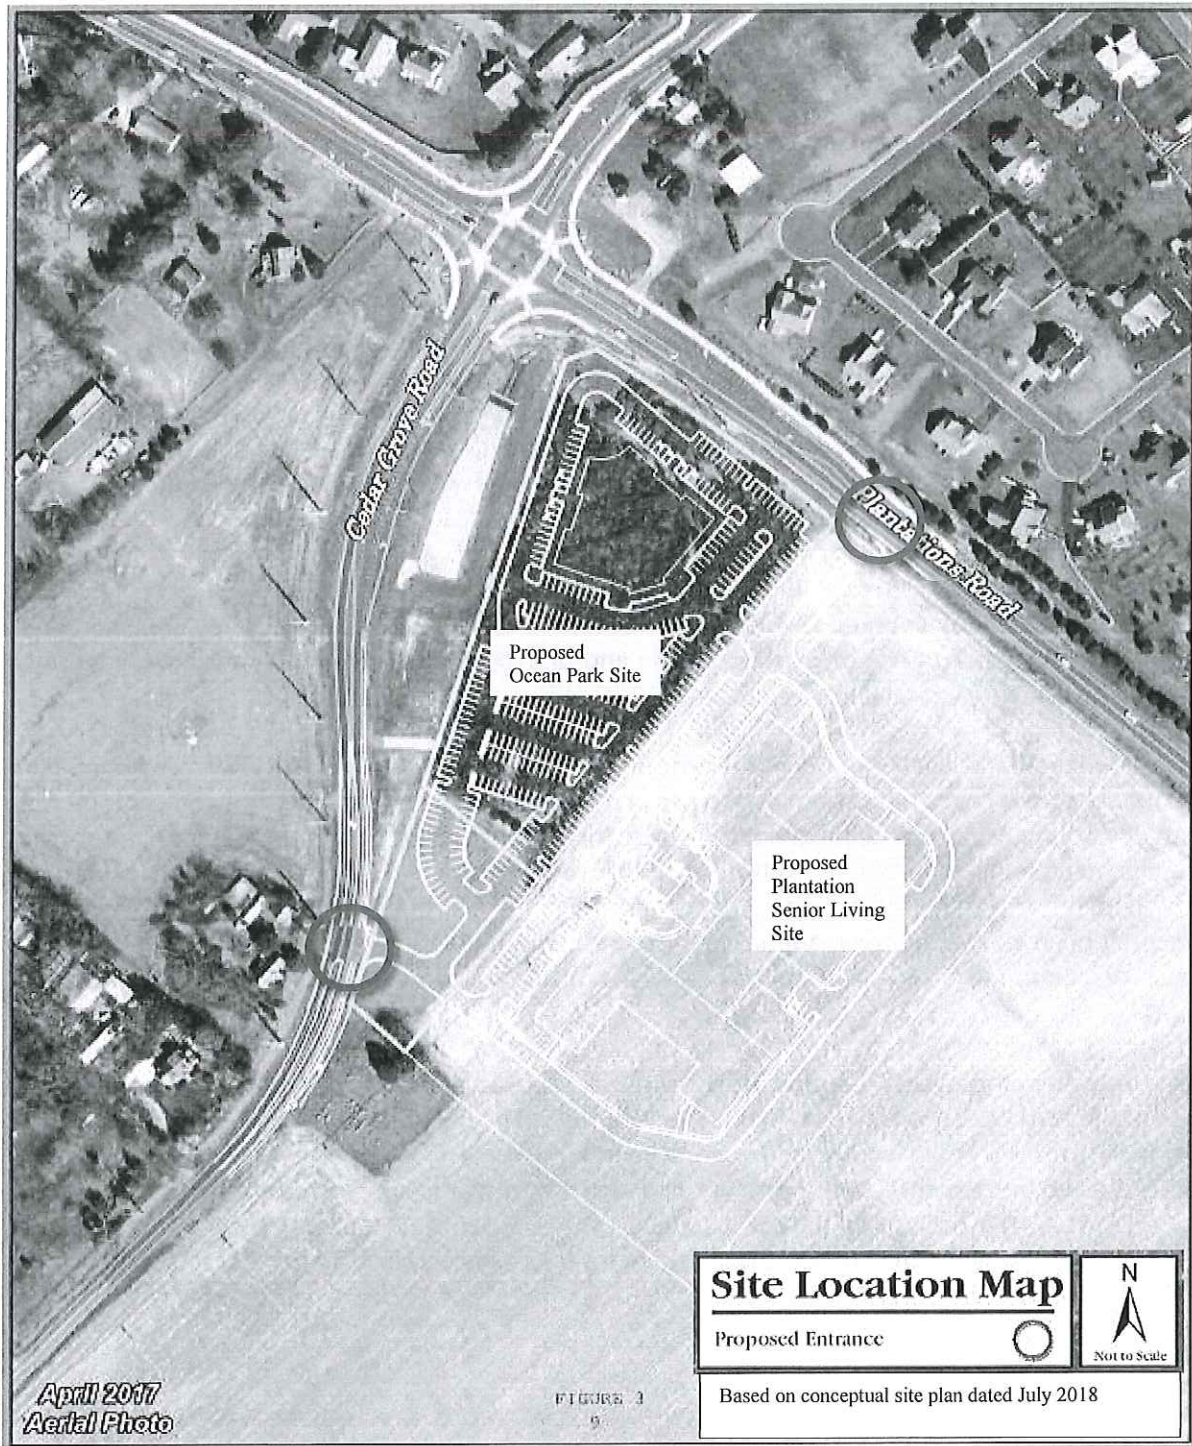 Cedar Grove Road
Plantations Road
Proposed
Ocean Park Site
Proposed
Plantation
Senior Living
Site
Site Location Map
Proposed Entrance
N
Not to Scale
Based on conceptual site plan dated July 2018
April 2017
Aerial Photo
FIGURE 3
9